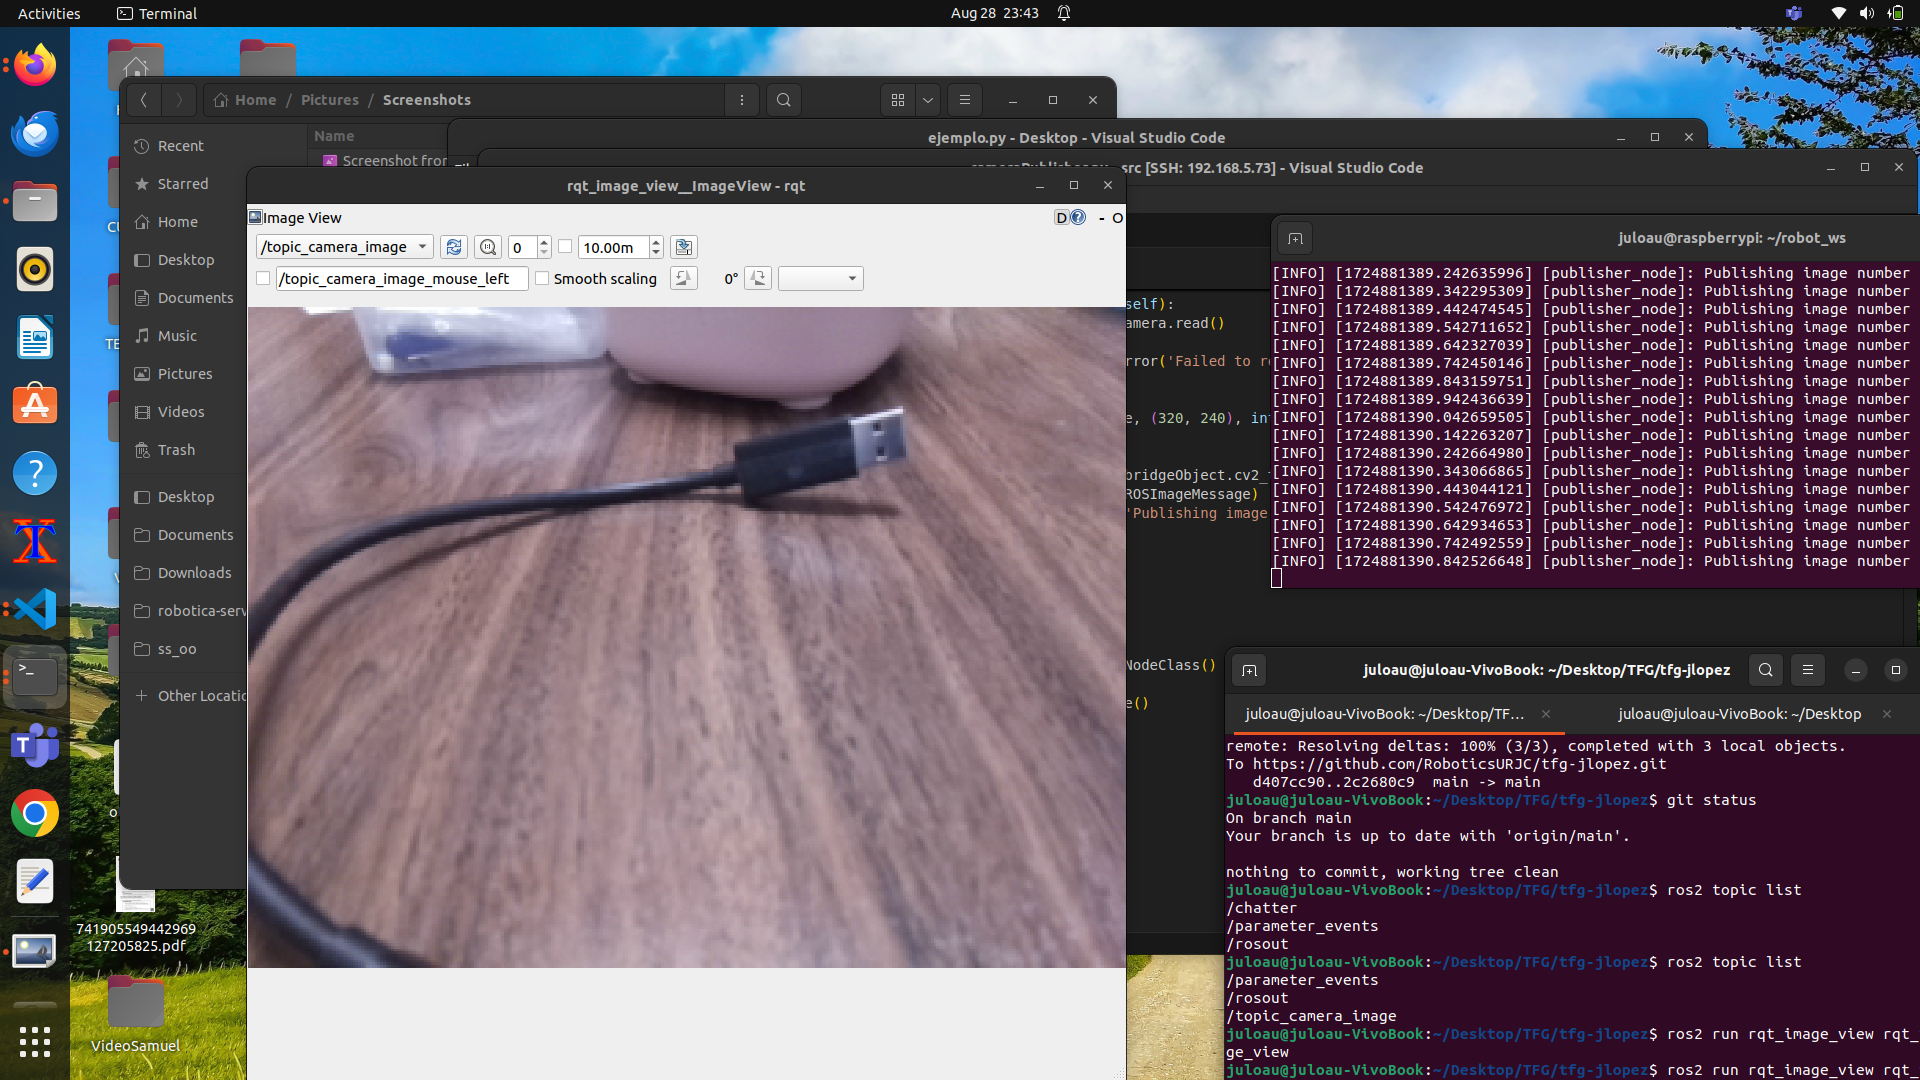 Activities
Terminal
Aug 28 23:43
Home / Pictures / Screenshots
Name
Screenshot fror
Recent
Starred
Home
Desktop
Documents
Music
Pictures
Videos
Trash
Desktop
Documents
Downloads
robotica-serv
ss_oo
Other Locatio
741905549442969
127205825.pdf
VideoSamuel
ejemplo.py - Desktop - Visual Studio Code
src [SSH: 192.168.5.73] - Visual Studio Code
self):
amera.read()
rror('Failed to r
e, (320, 240), in
bridgeObject.cv2_
ROSImageMessage)
'Publishing image
NodeClass()
e()
rqt_image_view__ImageView - rqt
Image View
D
- O
/topic_camera_image
0
10.00m
/topic_camera_image_mouse_left
Smooth scaling
0°
juloau@raspberrypi: ~/robot_ws
[INFO] [1724881389.242635996] [publisher_node]: Publishing image number
[INFO] [1724881389.342295309] [publisher_node]: Publishing image number
[INFO] [1724881389.442474545] [publisher_node]: Publishing image number
[INFO] [1724881389.542711652] [publisher_node]: Publishing image number
[INFO] [1724881389.642327039] [publisher_node]: Publishing image number
[INFO] [1724881389.742450146] [publisher_node]: Publishing image number
[INFO] [1724881389.843159751] [publisher_node]: Publishing image number
[INFO] [1724881389.942436639] [publisher_node]: Publishing image number
[INFO] [1724881390.042659505] [publisher_node]: Publishing image number
[INFO] [1724881390.142263207] [publisher_node]: Publishing image number
[INFO] [1724881390.242664980] [publisher_node]: Publishing image number
[INFO] [1724881390.343066865] [publisher_node]: Publishing image number
[INFO] [1724881390.443044121] [publisher_node]: Publishing image number
[INFO] [1724881390.542476972] [publisher_node]: Publishing image number
[INFO] [1724881390.642934653] [publisher_node]: Publishing image number
[INFO] [1724881390.742492559] [publisher_node]: Publishing image number
[INFO] [1724881390.842526648] [publisher_node]: Publishing image number
juloau@juloau-VivoBook: ~/Desktop/TFG/tfg-jlopez
juloau@juloau-VivoBook: ~/Desktop/TF...
juloau@juloau-VivoBook: ~/Desktop
remote: Resolving deltas: 100% (3/3), completed with 3 local objects.
To https://github.com/RoboticsURJC/tfg-jlopez.git
d407cc90..2c2680c9 main -> main
juloau@juloau-VivoBook:~/Desktop/TFG/tfg-jlopez$ git status
On branch main
Your branch is up to date with 'origin/main'.
nothing to commit, working tree clean
juloau@juloau-VivoBook:~/Desktop/TFG/tfg-jlopez$ ros2 topic list
/chatter
/parameter_events
/rosout
juloau@juloau-VivoBook:~/Desktop/TFG/tfg-jlopez$ ros2 topic list
/parameter_events
/rosout
/topic_camera_image
juloau@juloau-VivoBook:~/Desktop/TFG/tfg-jlopez$ ros2 run rqt_image_view rqt_
ge_view
juloau@juloau-VivoBook:~/Desktop/TFG/tfg-jlopez$ ros2 run rqt_image_view rqt_